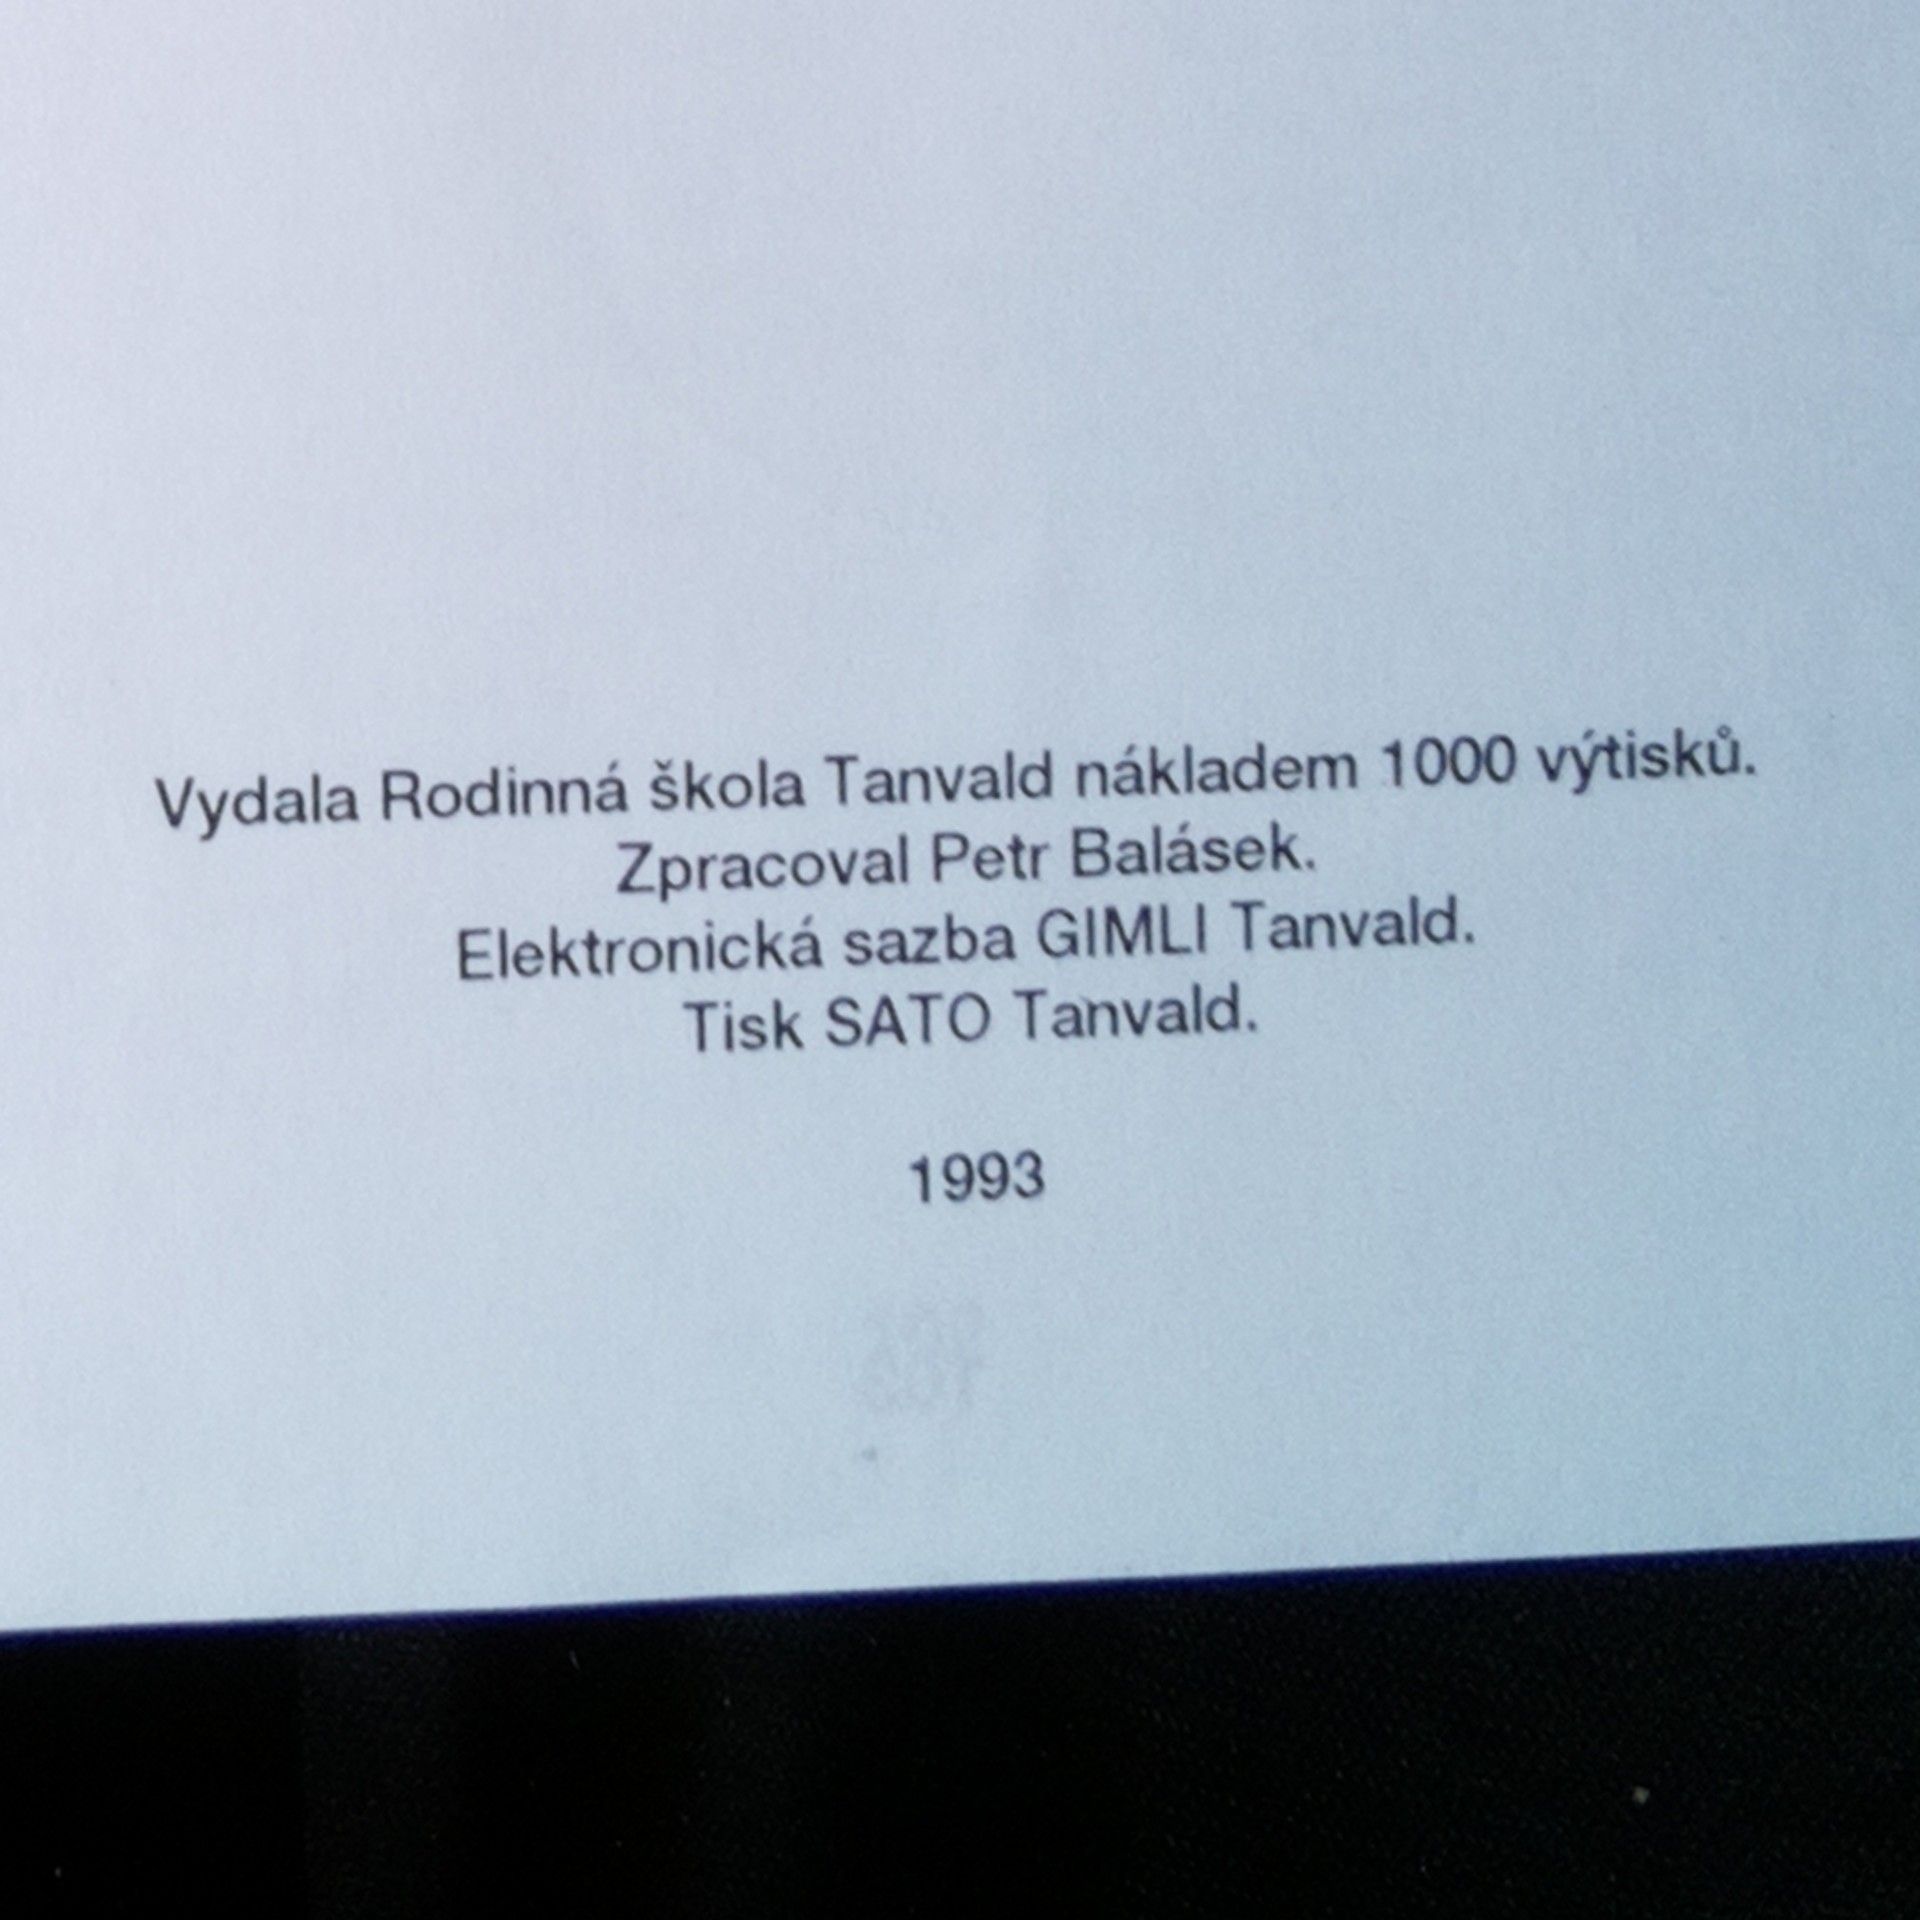 Vydala Rodinná škola Tanvald nákladem 1000 výtisků.
Zpracoval Petr Balásek.
Elektronická sazba GIMLI Tanvald.
Tisk SATO Tanvald.
1993